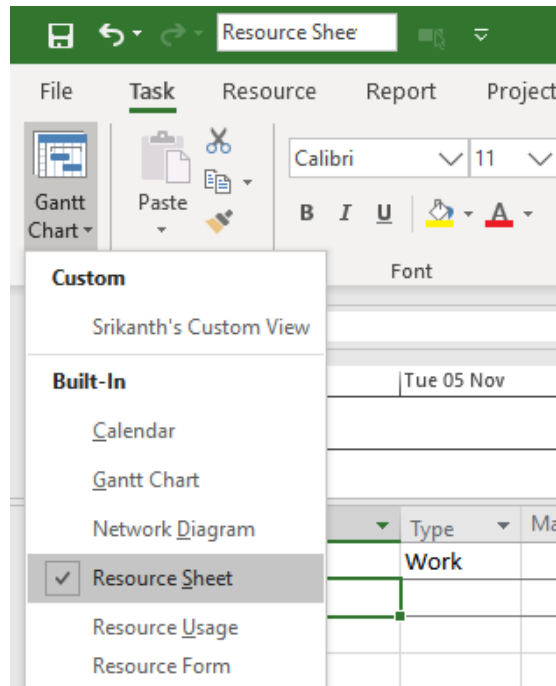 Resource Shee
File Task Resource Report Project
Gantt
Chart
Paste
Calibri 11
B I U A
Font
Custom
Srikanth's Custom View
Built-In
Calendar
Gantt Chart
Network Diagram
Resource Sheet
Resource Usage
Resource Form
Tue 05 Nov
Type Ma
Work